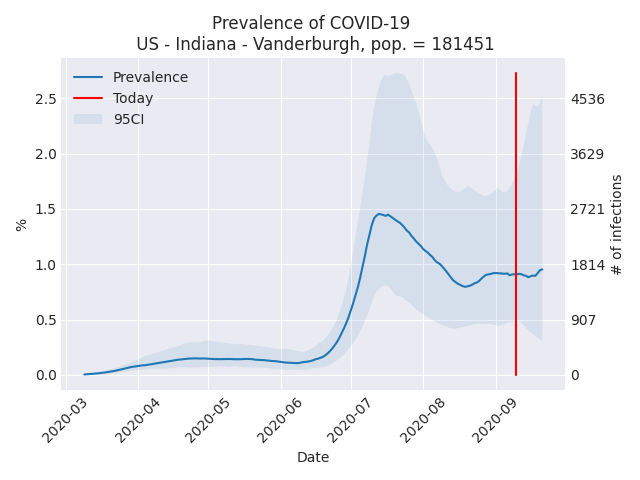 Prevalence of COVID-19
US - Indiana - Vanderburgh, pop. = 181451
Prevalence
Today
95CI
2.5
2.0
1.5
1.0
0.5
0.0
%
4536
3629
2721
1814
907
0
# of infections
2020-03
2020-04
2020-05
2020-06
2020-07
2020-08
2020-09
Date